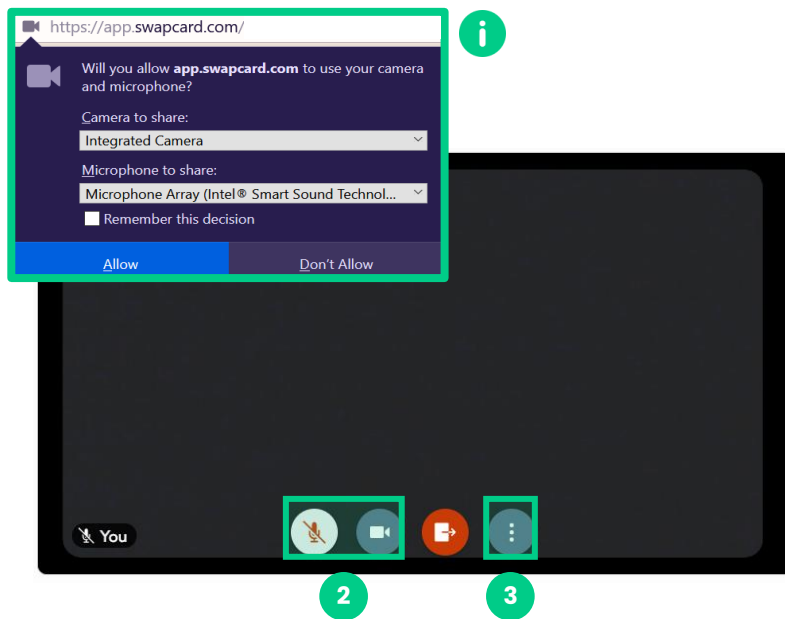 https://app.swapcard.com/
i
Will you allow app.swapcard.com to use your camera
and microphone?
Camera to share:
Integrated Camera
Microphone to share:
Microphone Array (Intel® Smart Sound Technol...
Remember this decision
Allow
Don't Allow
You
2
3